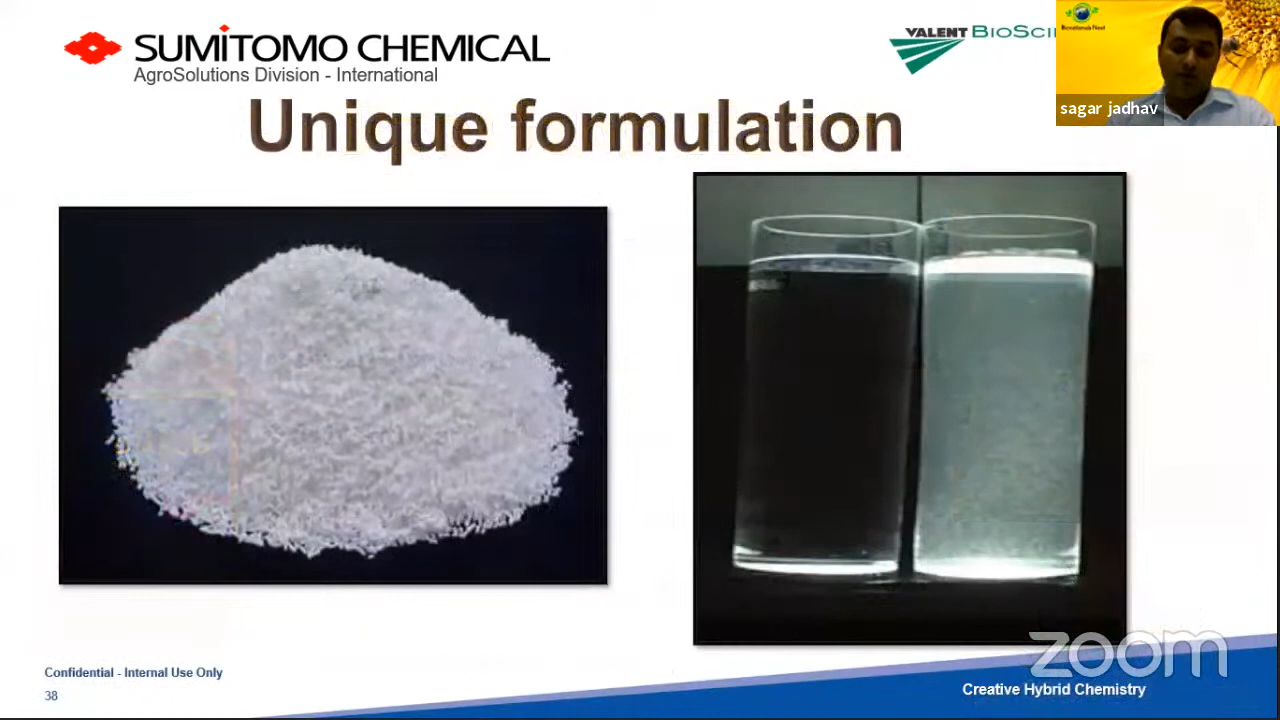 SUMITOMO CHEMICAL
AgroSolutions Division - International
VALENT
sagar jadhav
Unique formulation
Confidential - Internal Use Only
38
zoom
Creative Hybrid Chemistry